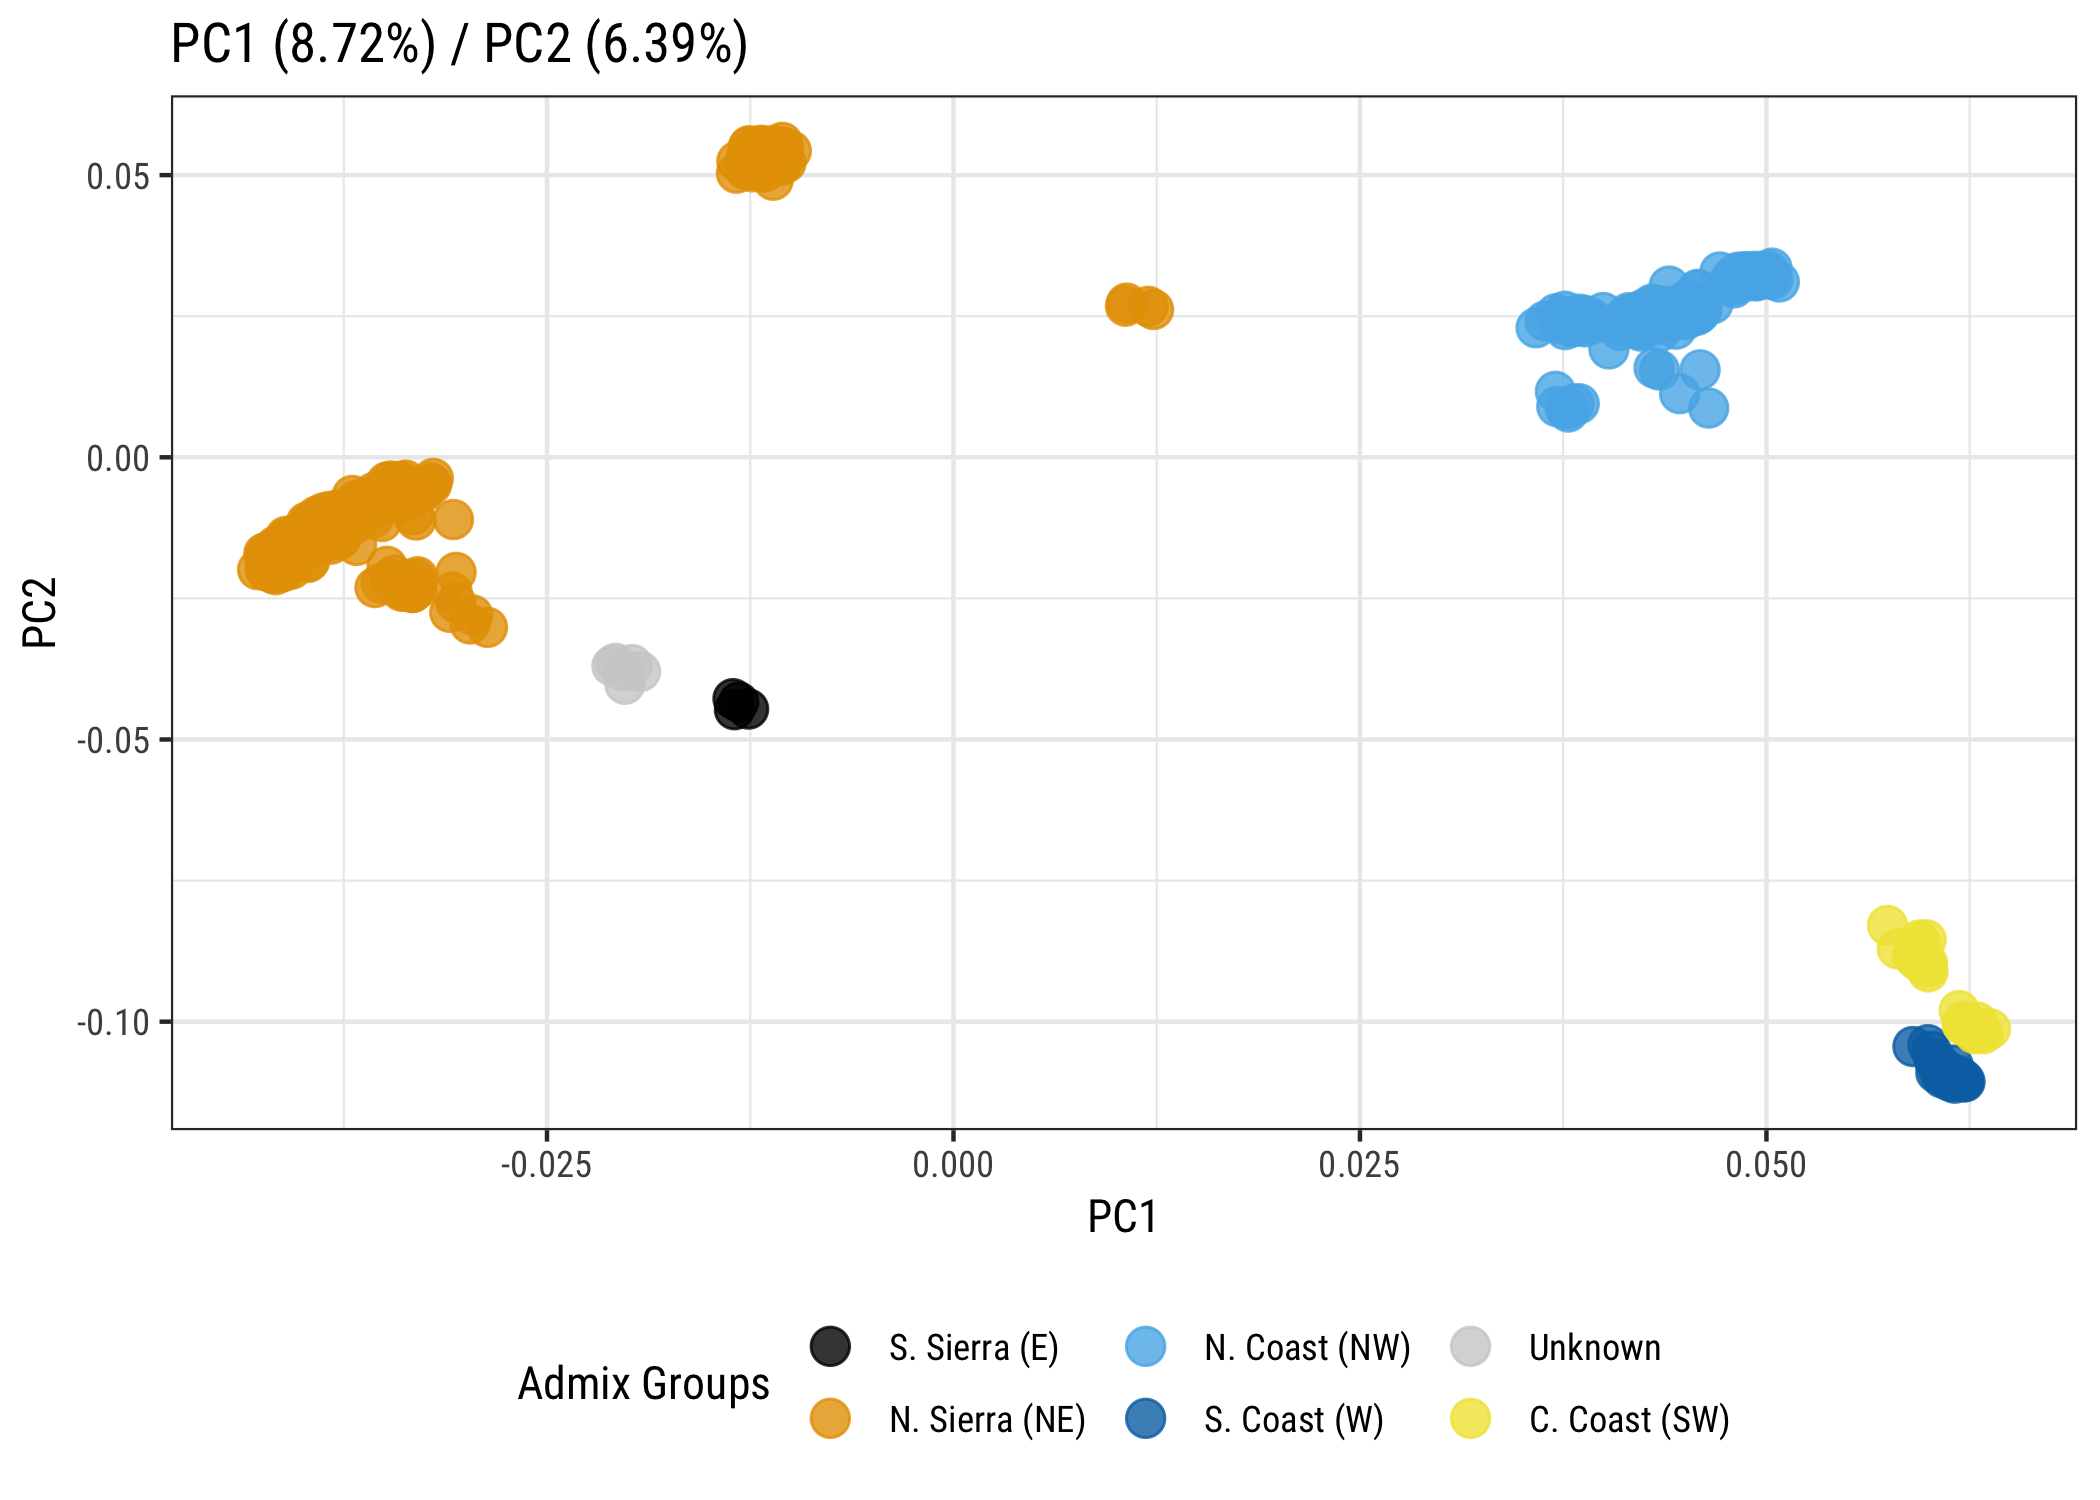 PC1 (8.72%) / PC2 (6.39%)
0.05
0.00
-0.05
-0.10
PC2
-0.025 0.000 0.025 0.050
PC1
Admix Groups
S. Sierra (E) N. Coast (NW) Unknown
N. Sierra (NE) S. Coast (W) C. Coast (SW)